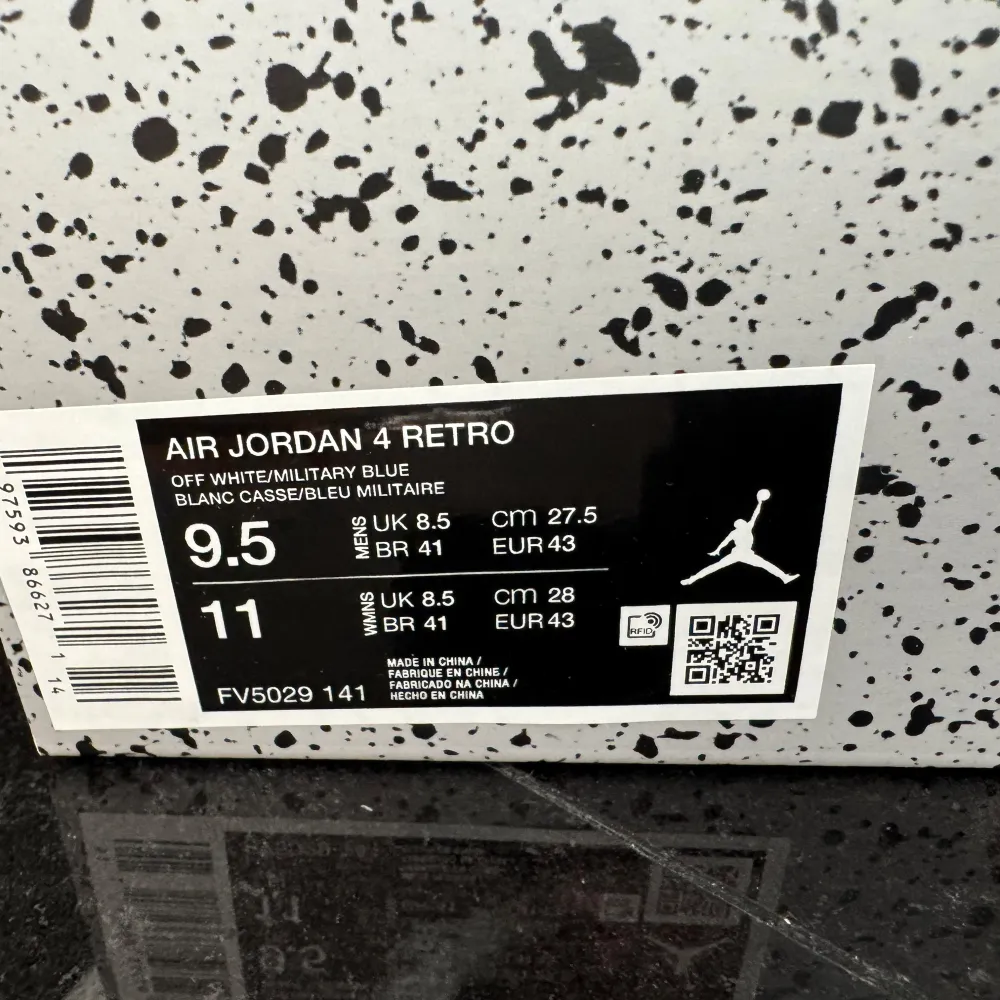 AIR JORDAN 4 RETRO
OFF WHITE/MILITARY BLUE
BLANC CASSE/BLEU MILITAIRE
9.5 MENS UK 8.5 cm 27.5
BR 41 EUR 43
11 WMNS UK 8.5 cm 28
BR 41 EUR 43
RFID
MADE IN CHINA /
FABRIQUE EN CHINE /
FABRICADO NA CHINA /
HECHO EN CHINA
FV5029 141
97593 86627 1 14